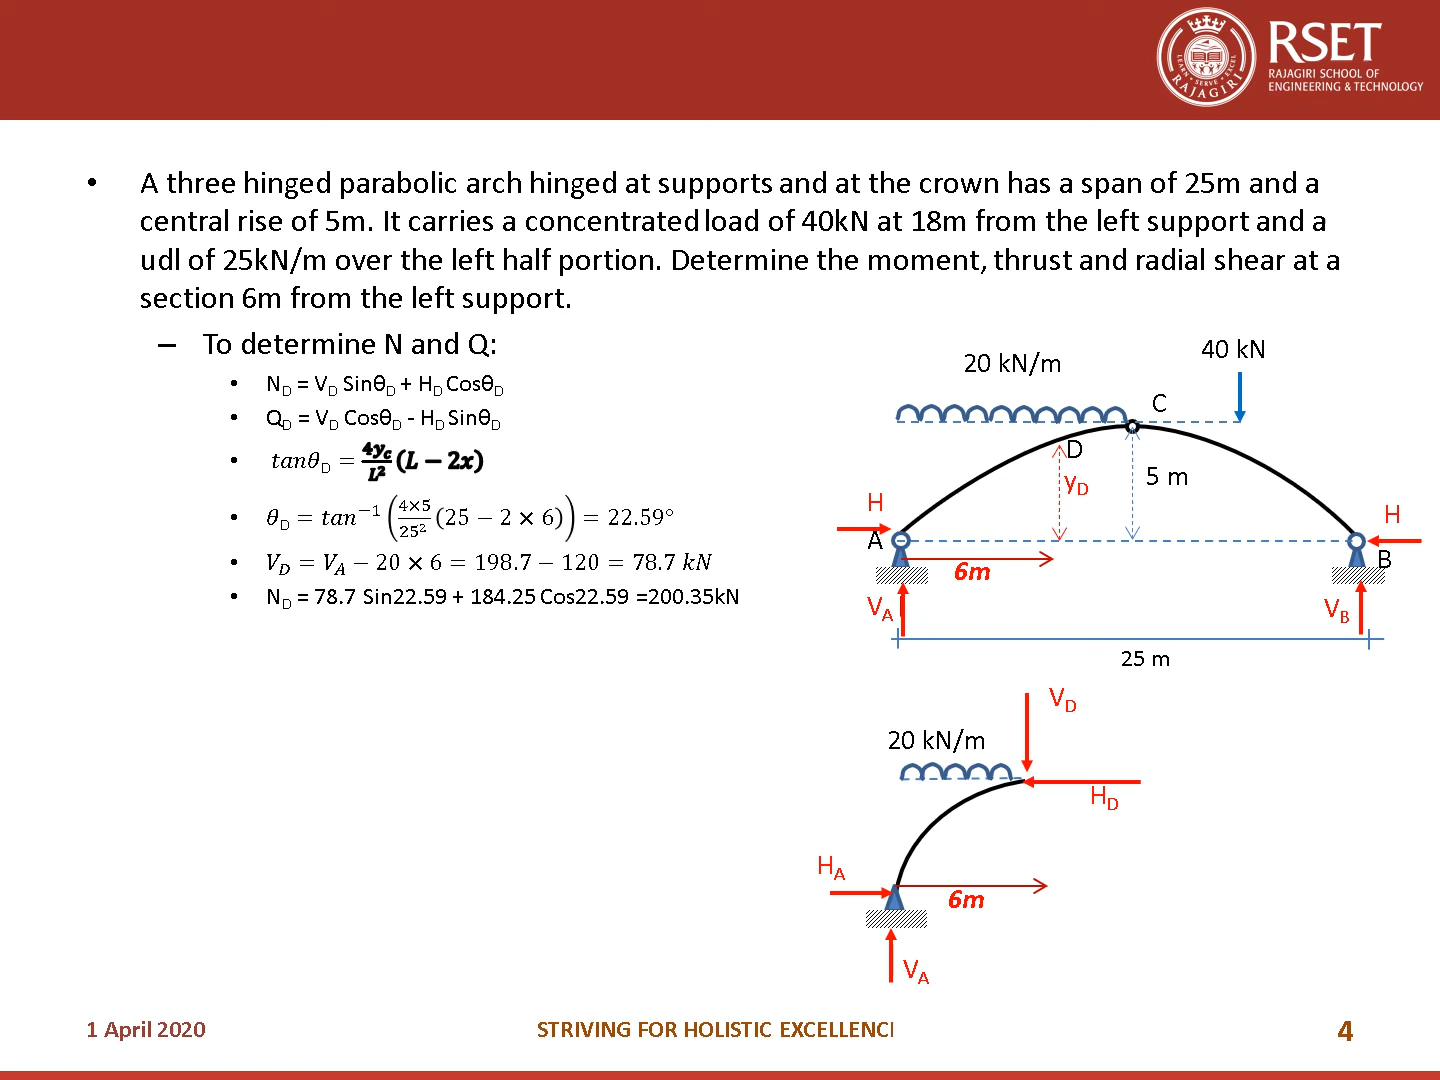 RSET
RAJAGIRI SCHOOL OF
ENGINEERING & TECHNOLOGY
LEARN • SERVE • EXCEL
RAJAGIRI
• A three hinged parabolic arch hinged at supports and at the crown has a span of 25m and a
central rise of 5m. It carries a concentrated load of 40kN at 18m from the left support and a
udl of 25kN/m over the left half portion. Determine the moment, thrust and radial shear at a
section 6m from the left support.
– To determine N and Q:
• N_D = V_D Sinθ_D + H_D Cosθ_D
• Q_D = V_D Cosθ_D - H_D Sinθ_D
• tanθ_D = 4y_c/L² (L − 2x)
• θ_D = tan⁻¹ (4×5/25² (25 − 2 × 6)) = 22.59°
• V_D = V_A − 20 × 6 = 198.7 − 120 = 78.7 kN
• N_D = 78.7 Sin22.59 + 184.25 Cos22.59 =200.35kN
40 kN
20 kN/m
C
D
y_D
5 m
H
H
A
B
6m
V_A
V_B
25 m
V_D
20 kN/m
H_D
H_A
6m
V_A
1 April 2020
STRIVING FOR HOLISTIC EXCELLENCI
4